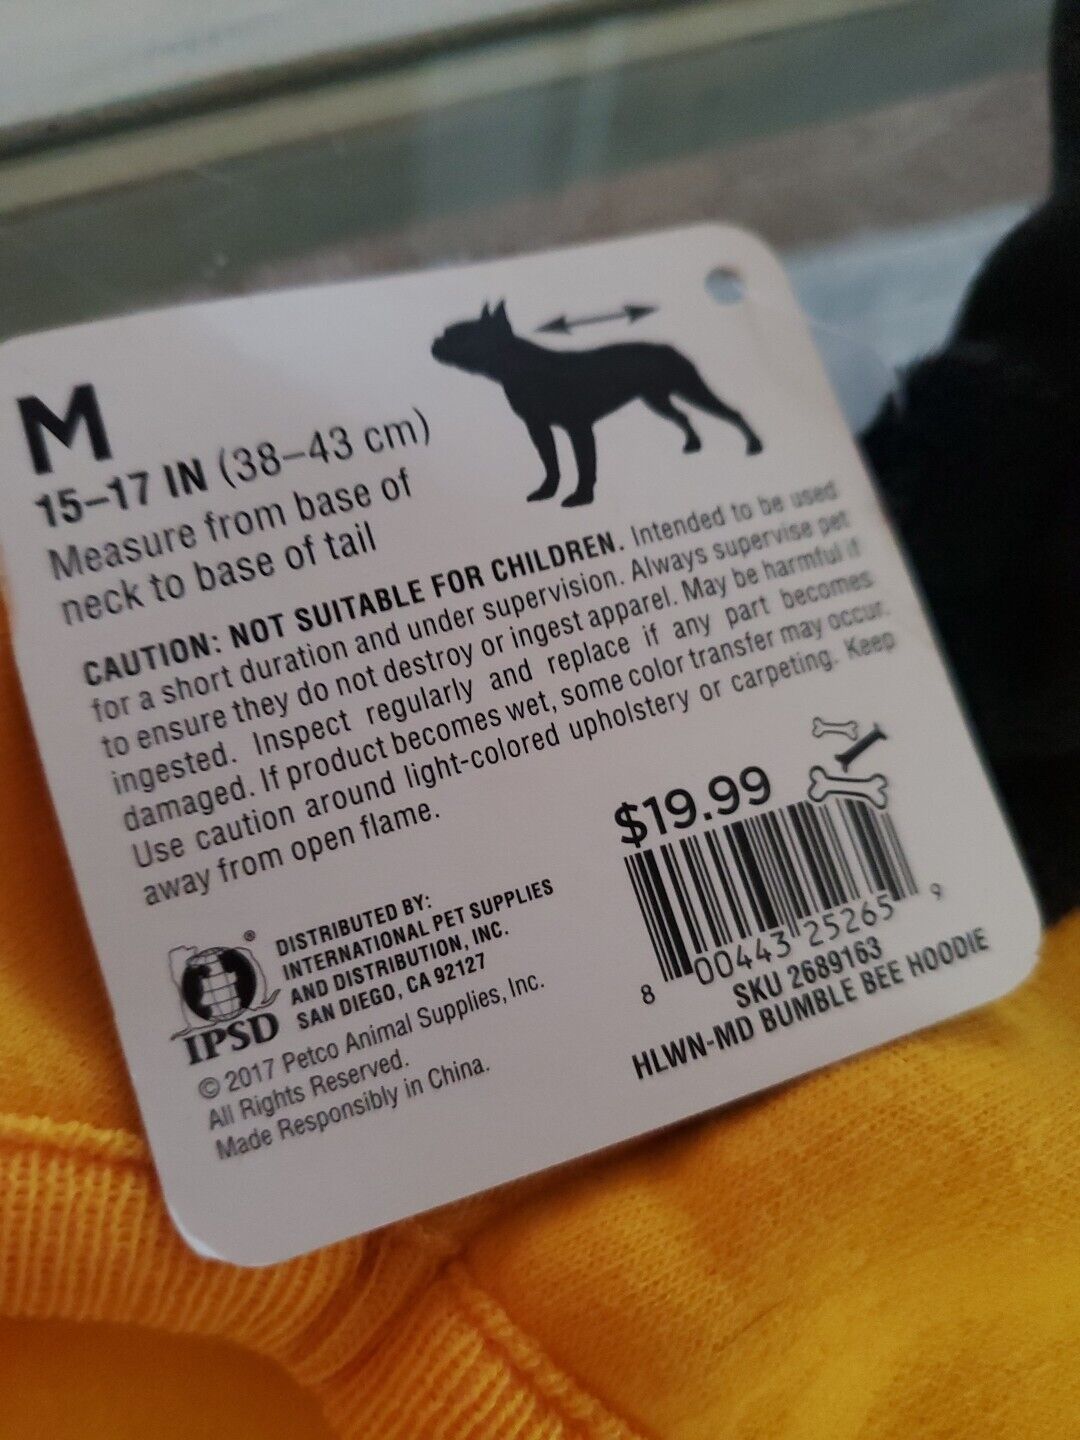 M
15–17 IN (38–43 cm)
Measure from base of
neck to base of tail
CAUTION: NOT SUITABLE FOR CHILDREN. Intended to be used
for a short duration and under supervision. Always supervise pet
to ensure they do not destroy or ingest apparel. May be harmful if
ingested. Inspect regularly and replace if any part becomes
damaged. If product becomes wet, some color transfer may occur.
Use caution around light-colored upholstery or carpeting. Keep
away from open flame.
$19.99
8 00443 25265 9
SKU 2689163
HLWN-MD BUMBLE BEE HOODIE
IPSD
®
DISTRIBUTED BY:
INTERNATIONAL PET SUPPLIES
AND DISTRIBUTION, INC.
SAN DIEGO, CA 92127
© 2017 Petco Animal Supplies, Inc.
All Rights Reserved.
Made Responsibly in China.